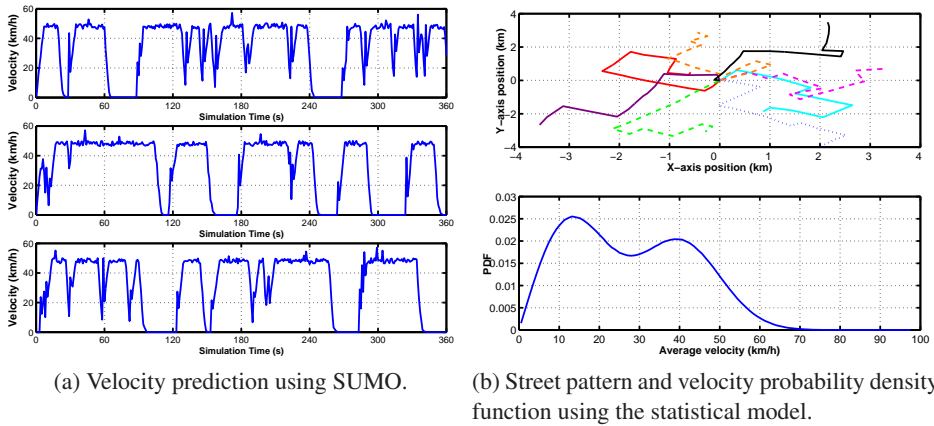 60
40
20
0
Velocity (km/h)
0 60 120 180 240 300 360
Simulation Time (s)
60
40
20
0
Velocity (km/h)
0 60 120 180 240 300 360
Simulation Time (s)
60
40
20
0
Velocity (km/h)
0 60 120 180 240 300 360
Simulation Time (s)
(a) Velocity prediction using SUMO.
4
2
0
−2
−4
Y−axis position (km)
−4 −3 −2 −1 0 1 2 3 4
X−axis position (km)
0.03
0.025
0.02
0.015
0.01
0.005
0
PDF
0 10 20 30 40 50 60 70 80 90 100
Average velocity (km/h)
(b) Street pattern and velocity probability density
function using the statistical model.